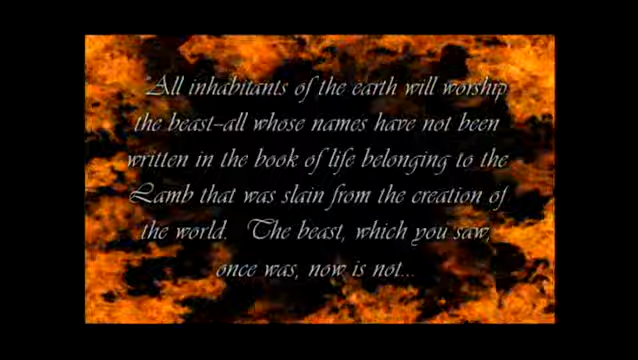 "All inhabitants of the earth will worship
the beast–all whose names have not been
written in the book of life belonging to the
Lamb that was slain from the creation of
the world.  The beast, which you saw,
once was, now is not...